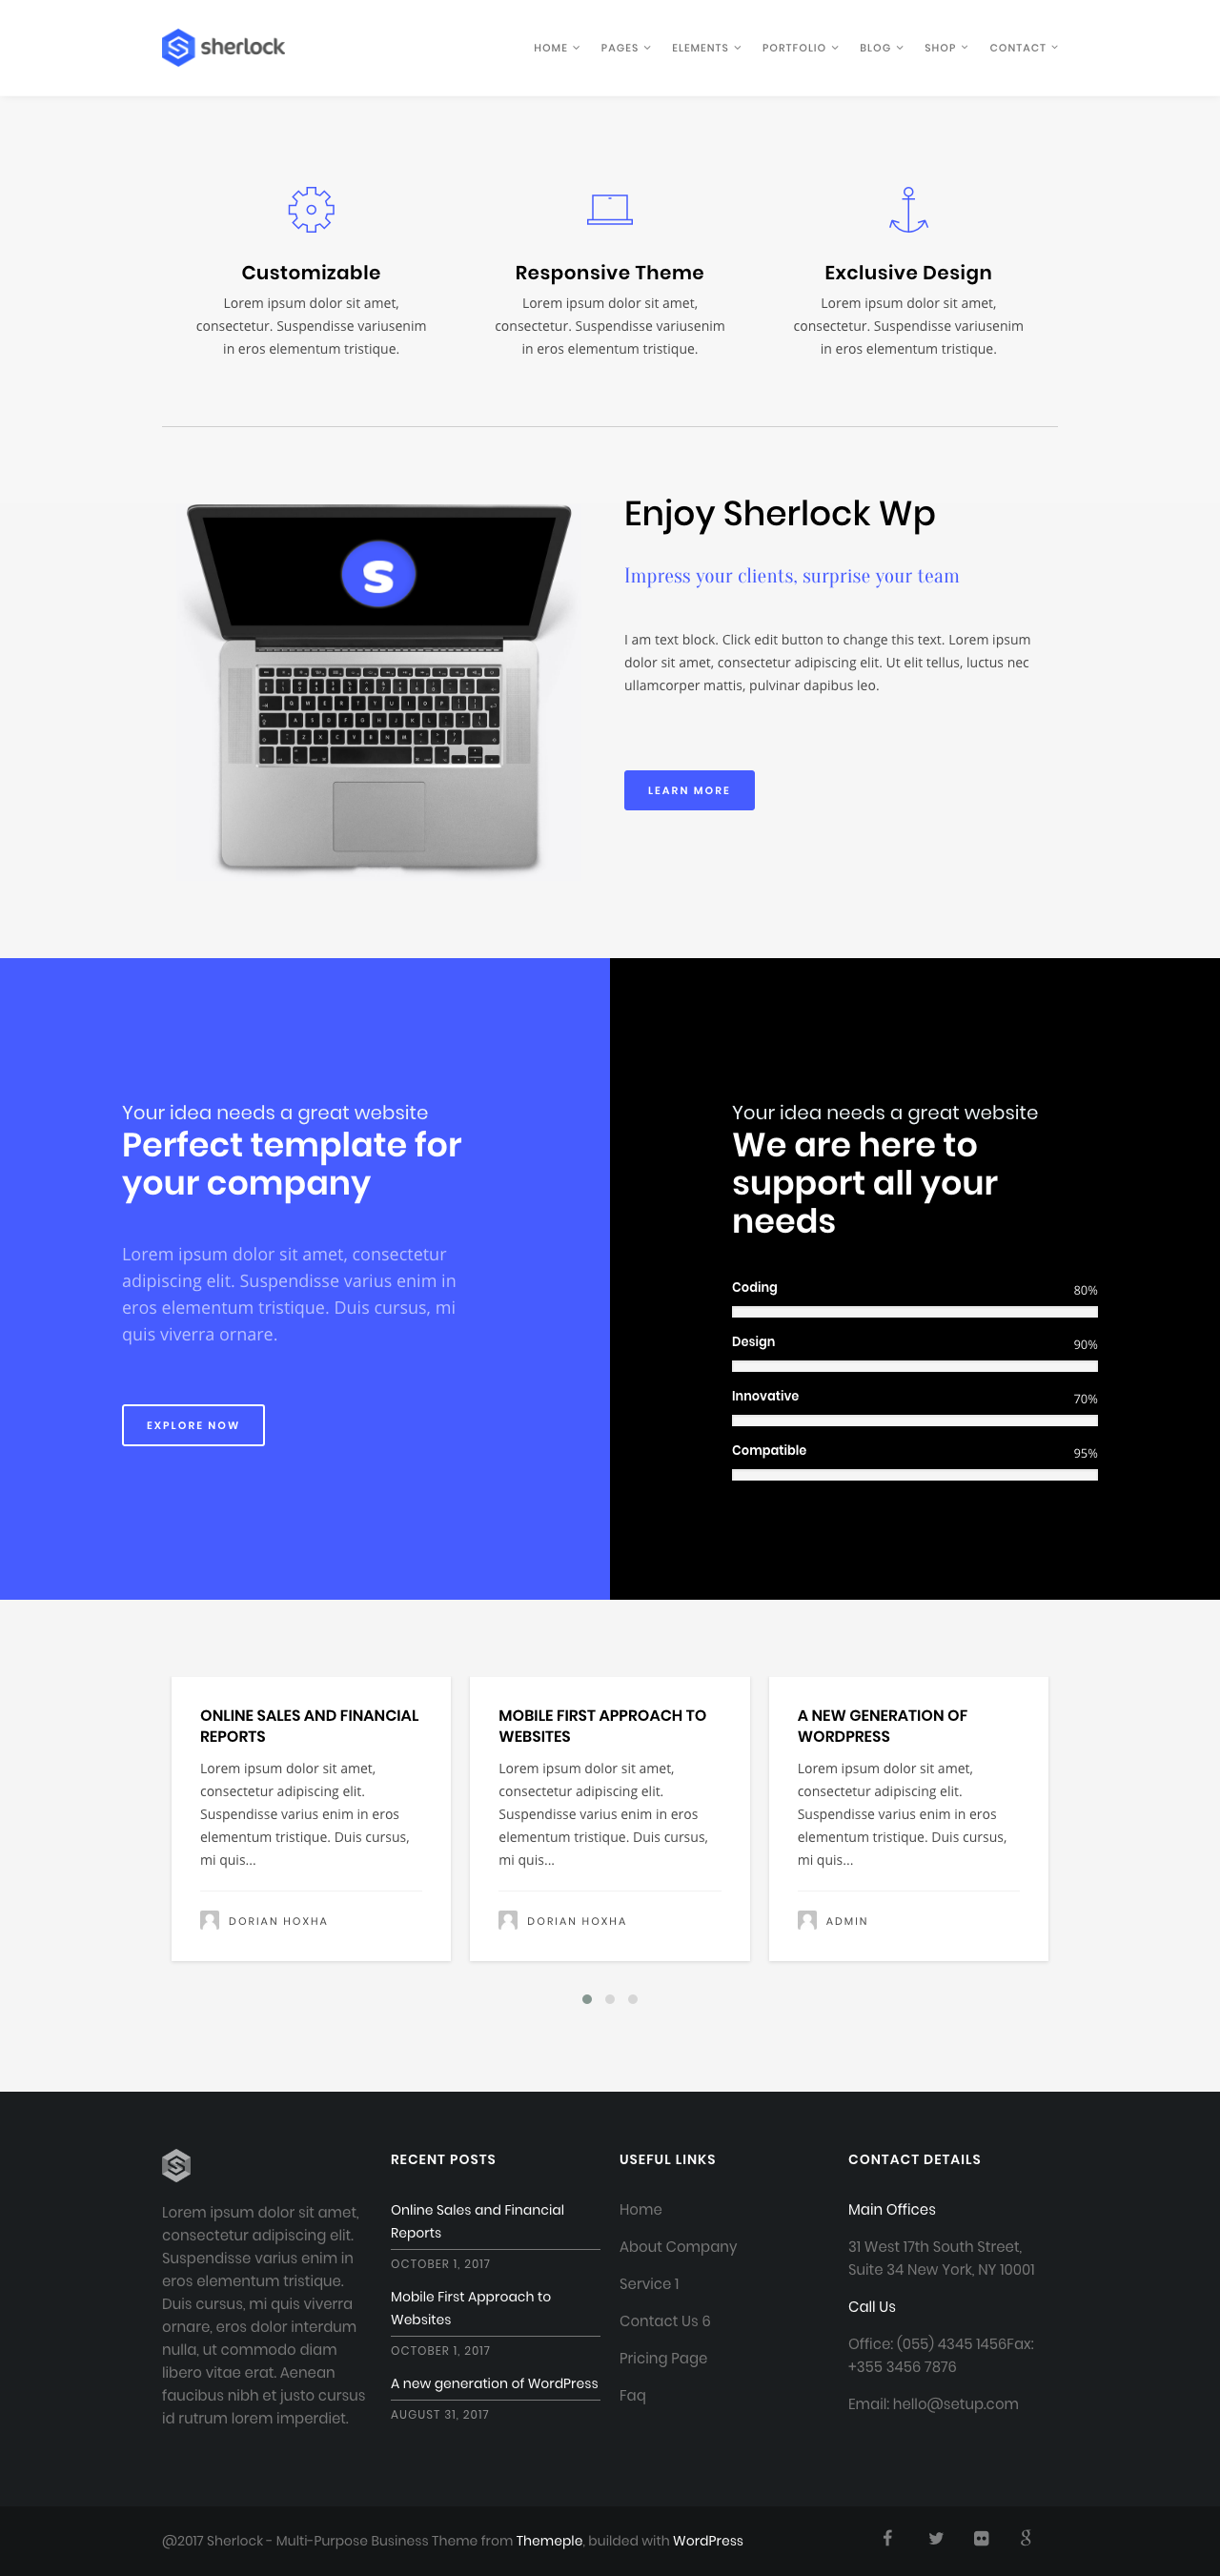 sherlock
HOME PAGES ELEMENTS PORTFOLIO BLOG SHOP CONTACT
Customizable
Lorem ipsum dolor sit amet,
consectetur. Suspendisse variusenim
in eros elementum tristique.
Responsive Theme
Lorem ipsum dolor sit amet,
consectetur. Suspendisse variusenim
in eros elementum tristique.
Exclusive Design
Lorem ipsum dolor sit amet,
consectetur. Suspendisse variusenim
in eros elementum tristique.
S
Enjoy Sherlock Wp
Impress your clients, surprise your team
I am text block. Click edit button to change this text. Lorem ipsum
dolor sit amet, consectetur adipiscing elit. Ut elit tellus, luctus nec
ullamcorper mattis, pulvinar dapibus leo.
LEARN MORE
Your idea needs a great website
Perfect template for
your company
Lorem ipsum dolor sit amet, consectetur
adipiscing elit. Suspendisse varius enim in
eros elementum tristique. Duis cursus, mi
quis viverra ornare.
EXPLORE NOW
Your idea needs a great website
We are here to
support all your
needs
Coding 80%
Design 90%
Innovative 70%
Compatible 95%
ONLINE SALES AND FINANCIAL
REPORTS
Lorem ipsum dolor sit amet,
consectetur adipiscing elit.
Suspendisse varius enim in eros
elementum tristique. Duis cursus,
mi quis...
DORIAN HOXHA
MOBILE FIRST APPROACH TO
WEBSITES
Lorem ipsum dolor sit amet,
consectetur adipiscing elit.
Suspendisse varius enim in eros
elementum tristique. Duis cursus,
mi quis...
DORIAN HOXHA
A NEW GENERATION OF
WORDPRESS
Lorem ipsum dolor sit amet,
consectetur adipiscing elit.
Suspendisse varius enim in eros
elementum tristique. Duis cursus,
mi quis...
ADMIN
Lorem ipsum dolor sit amet,
consectetur adipiscing elit.
Suspendisse varius enim in
eros elementum tristique.
Duis cursus, mi quis viverra
ornare, eros dolor interdum
nulla, ut commodo diam
libero vitae erat. Aenean
faucibus nibh et justo cursus
id rutrum lorem imperdiet.
RECENT POSTS
Online Sales and Financial
Reports
OCTOBER 1, 2017
Mobile First Approach to
Websites
OCTOBER 1, 2017
A new generation of WordPress
AUGUST 31, 2017
USEFUL LINKS
Home
About Company
Service 1
Contact Us 6
Pricing Page
Faq
CONTACT DETAILS
Main Offices
31 West 17th South Street,
Suite 34 New York, NY 10001
Call Us
Office: (055) 4345 1456Fax:
+355 3456 7876
Email: hello@setup.com
@2017 Sherlock - Multi-Purpose Business Theme from Themeple, builded with WordPress